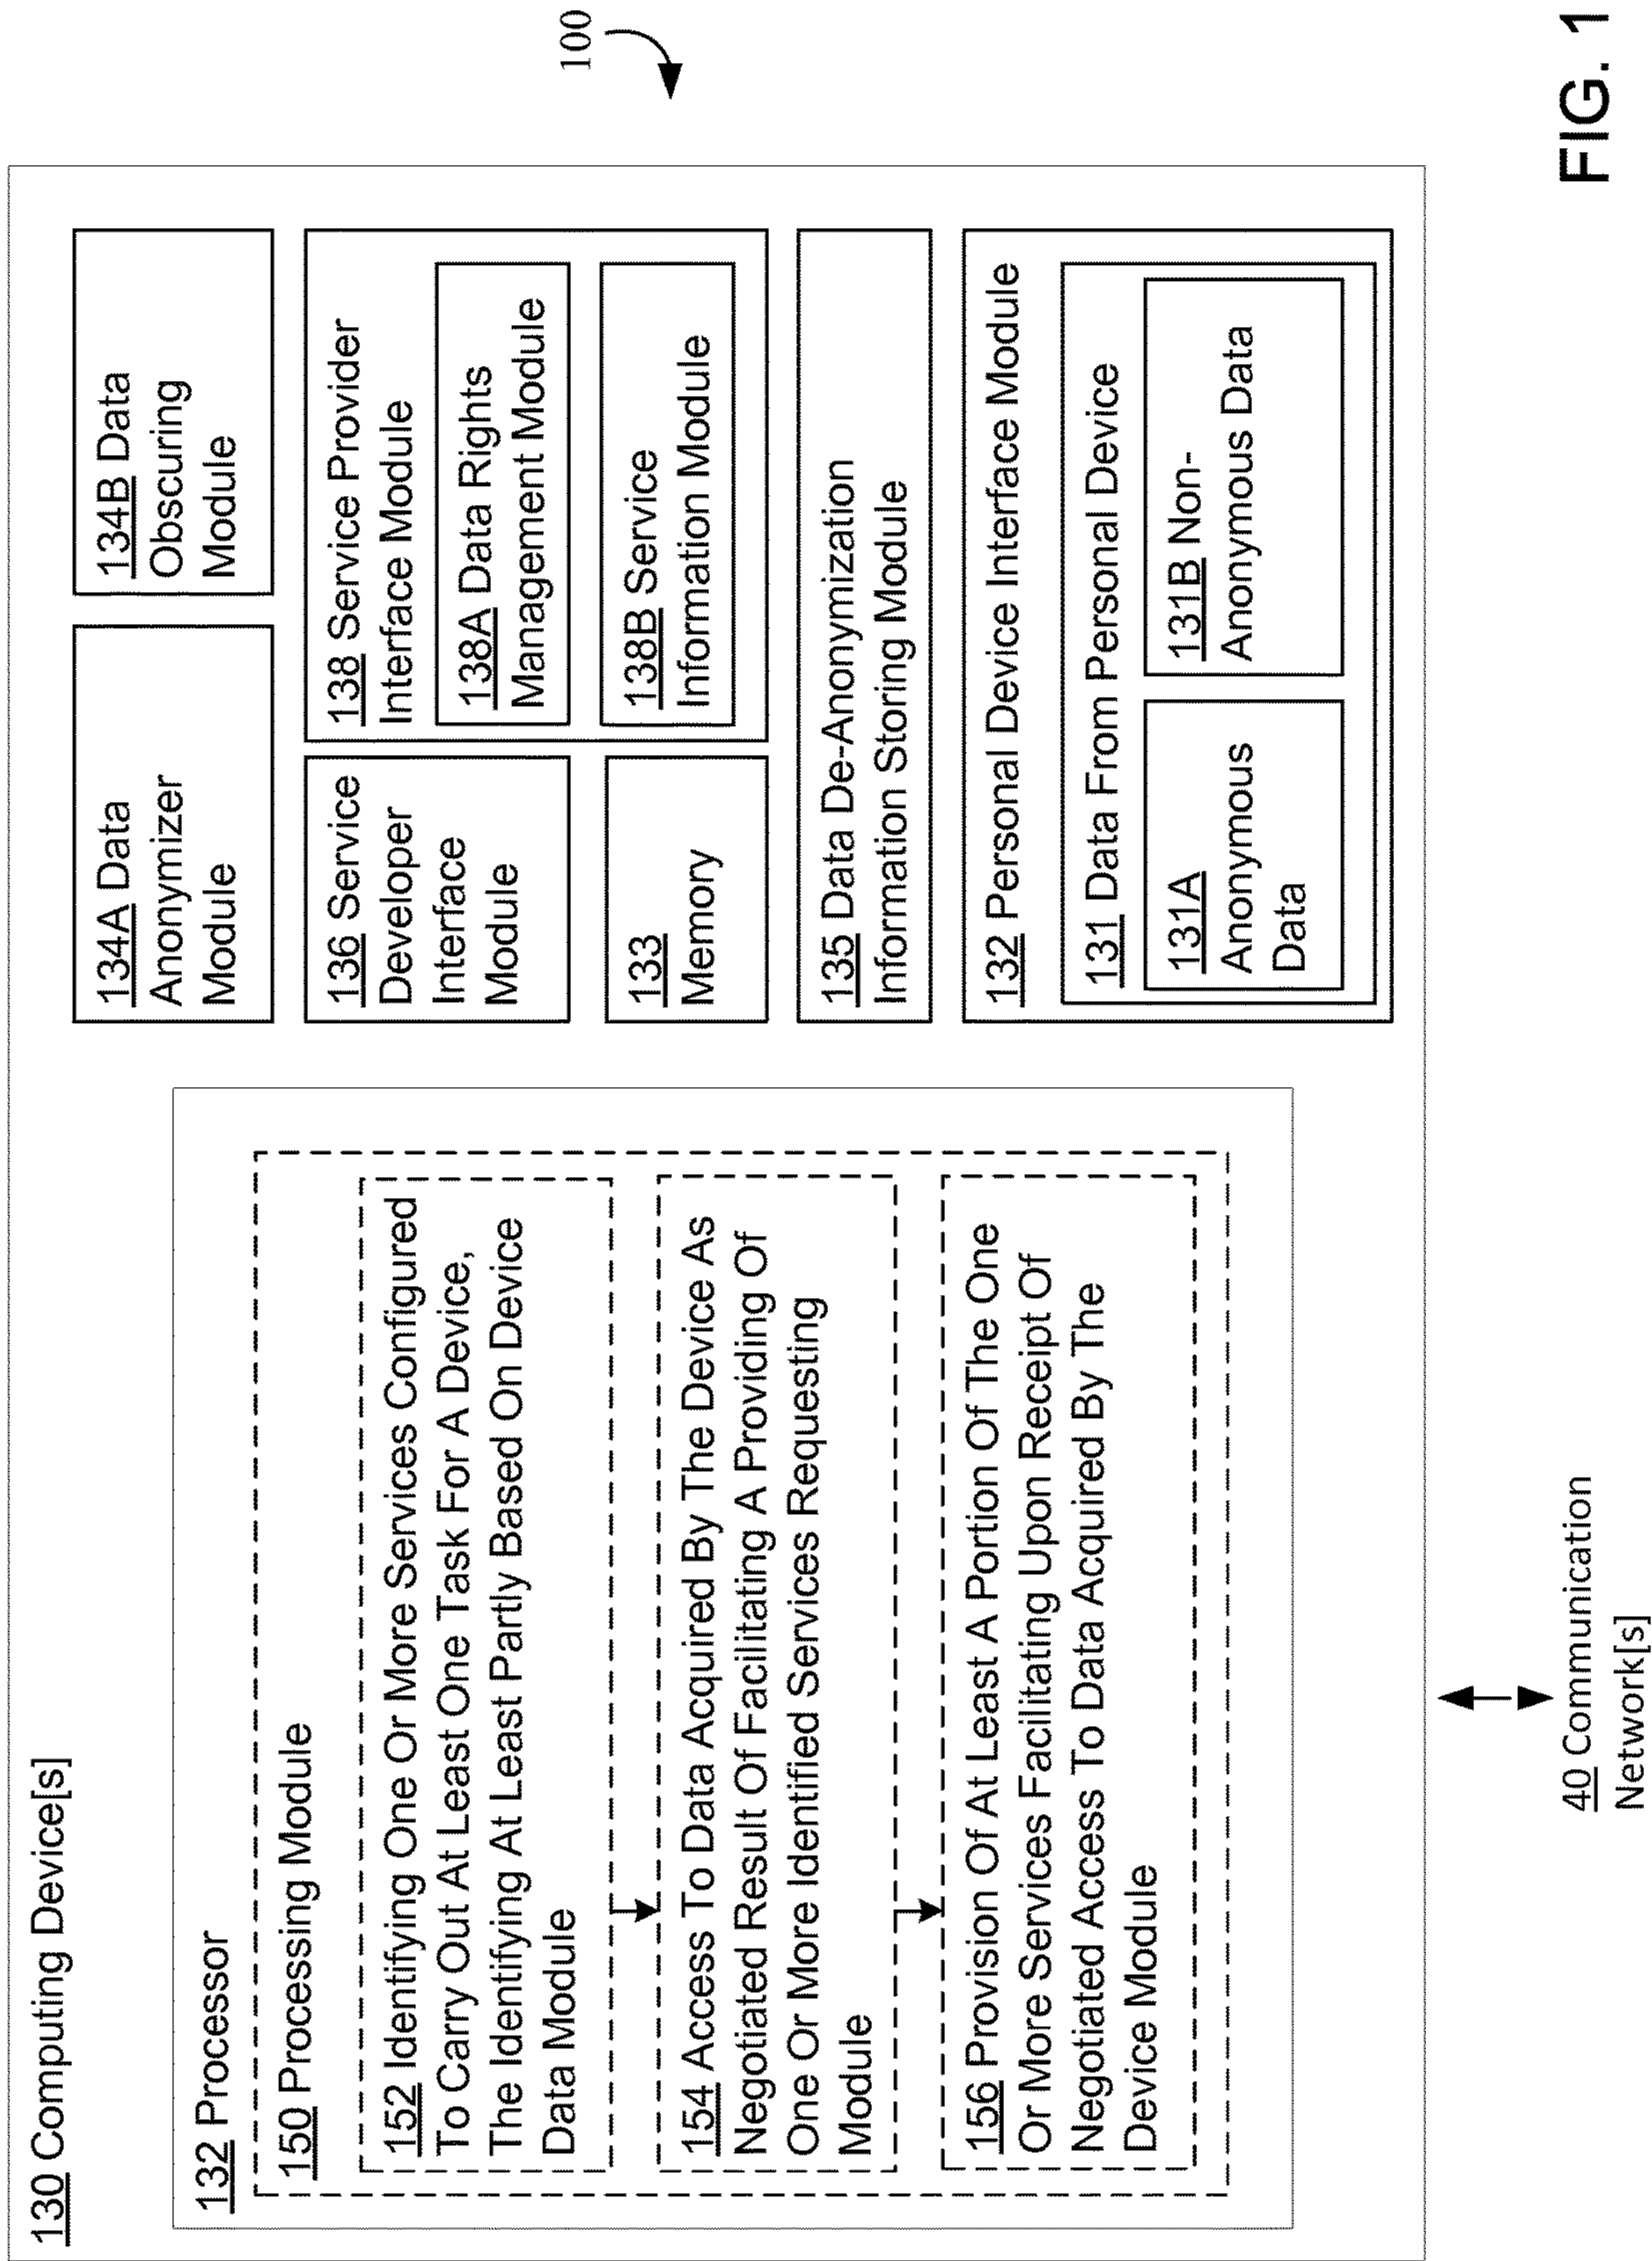 130 Computing Device[s]
132 Processor
150 Processing Module
152 Identifying One Or More Services Configured
To Carry Out At Least One Task For A Device,
The Identifying At Least Partly Based On Device
Data Module
154 Access To Data Acquired By The Device As
Negotiated Result Of Facilitating A Providing Of
One Or More Identified Services Requesting
Module
156 Provision Of At Least A Portion Of The One
Or More Services Facilitating Upon Receipt Of
Negotiated Access To Data Acquired By The
Device Module
134A Data
Anonymizer
Module
134B Data
Obscuring
Module
136 Service
Developer
Interface
Module
138 Service Provider
Interface Module
138A Data Rights
Management Module
138B Service
Information Module
133
Memory
135 Data De-Anonymization
Information Storing Module
132 Personal Device Interface Module
131 Data From Personal Device
131A
Anonymous
Data
131B Non-
Anonymous Data
100
40 Communication
Network[s]
FIG. 1